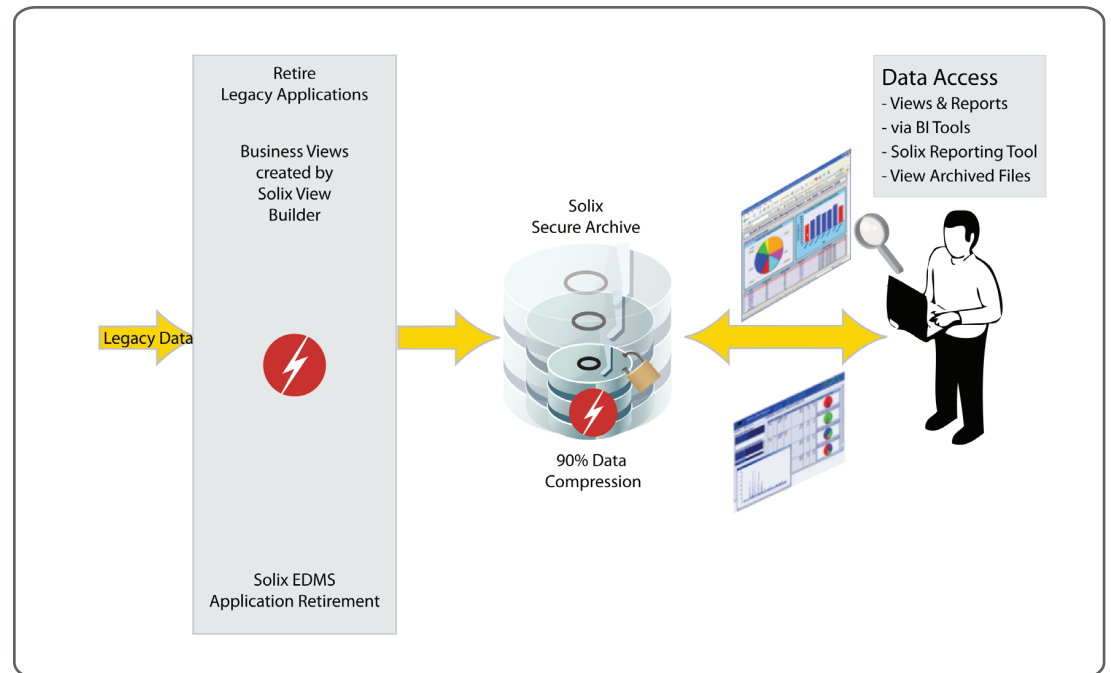 Retire
Legacy Applications
Business Views
created by
Solix View
Builder
Legacy Data
Solix EDMS
Application Retirement
Solix
Secure Archive
90% Data
Compression
Data Access
- Views & Reports
- via BI Tools
- Solix Reporting Tool
- View Archived Files